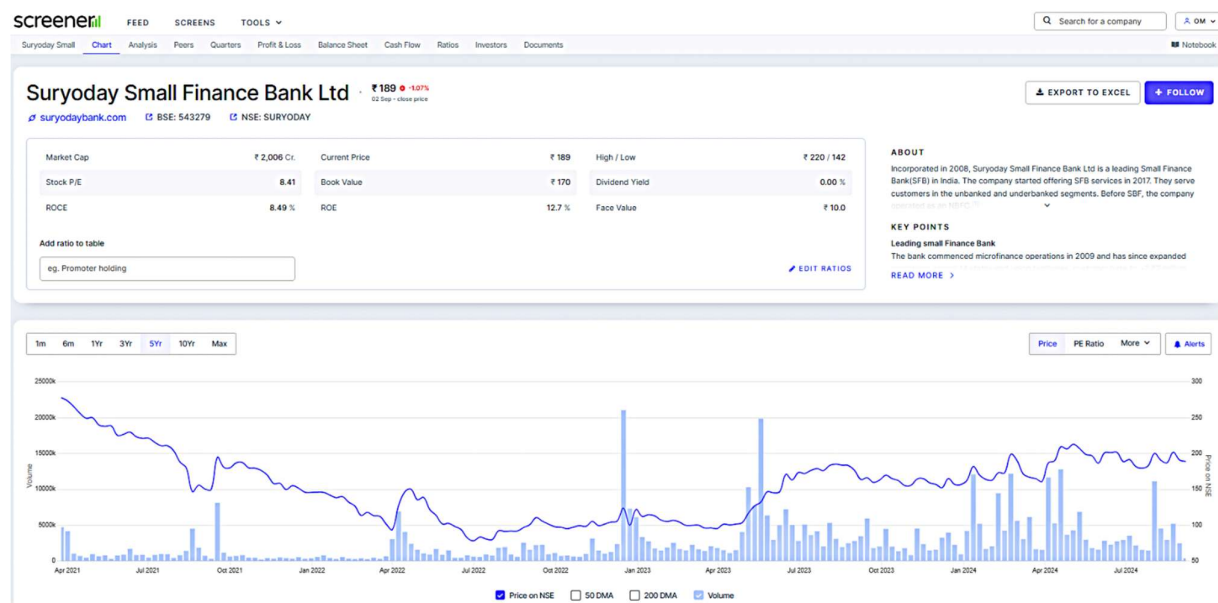 screener
FEED
SCREENS
TOOLS
Search for a company
OM
Suryoday Small
Chart
Analysis
Peers
Quarters
Profit & Loss
Balance Sheet
Cash Flow
Ratios
Investors
Documents
Notebook
Suryoday Small Finance Bank Ltd
₹ 189 -1.07%
02 Sep - close price
EXPORT TO EXCEL
+ FOLLOW
suryodaybank.com
BSE: 543279
NSE: SURYODAY
Market Cap ₹ 2,006 Cr.
Current Price ₹ 189
High / Low ₹ 220 / 142
Stock P/E 8.41
Book Value ₹ 170
Dividend Yield 0.00 %
ROCE 8.49 %
ROE 12.7 %
Face Value ₹ 10.0
Add ratio to table
eg. Promoter holding
EDIT RATIOS
ABOUT
Incorporated in 2008, Suryoday Small Finance Bank Ltd is a leading Small Finance
Bank(SFB) in India. The company started offering SFB services in 2017. They serve
customers in the unbanked and underbanked segments. Before SBF, the company
KEY POINTS
Leading small Finance Bank
The bank commenced microfinance operations in 2009 and has since expanded
READ MORE
1m
6m
1Yr
3Yr
5Yr
10Yr
Max
Price
PE Ratio
More
Alerts
25000k
20000k
15000k
10000k
5000k
0
Volume
300
250
200
150
100
50
Price on NSE
Apr 2021
Jul 2021
Oct 2021
Jan 2022
Apr 2022
Jul 2022
Oct 2022
Jan 2023
Apr 2023
Jul 2023
Oct 2023
Jan 2024
Apr 2024
Jul 2024
Price on NSE
50 DMA
200 DMA
Volume